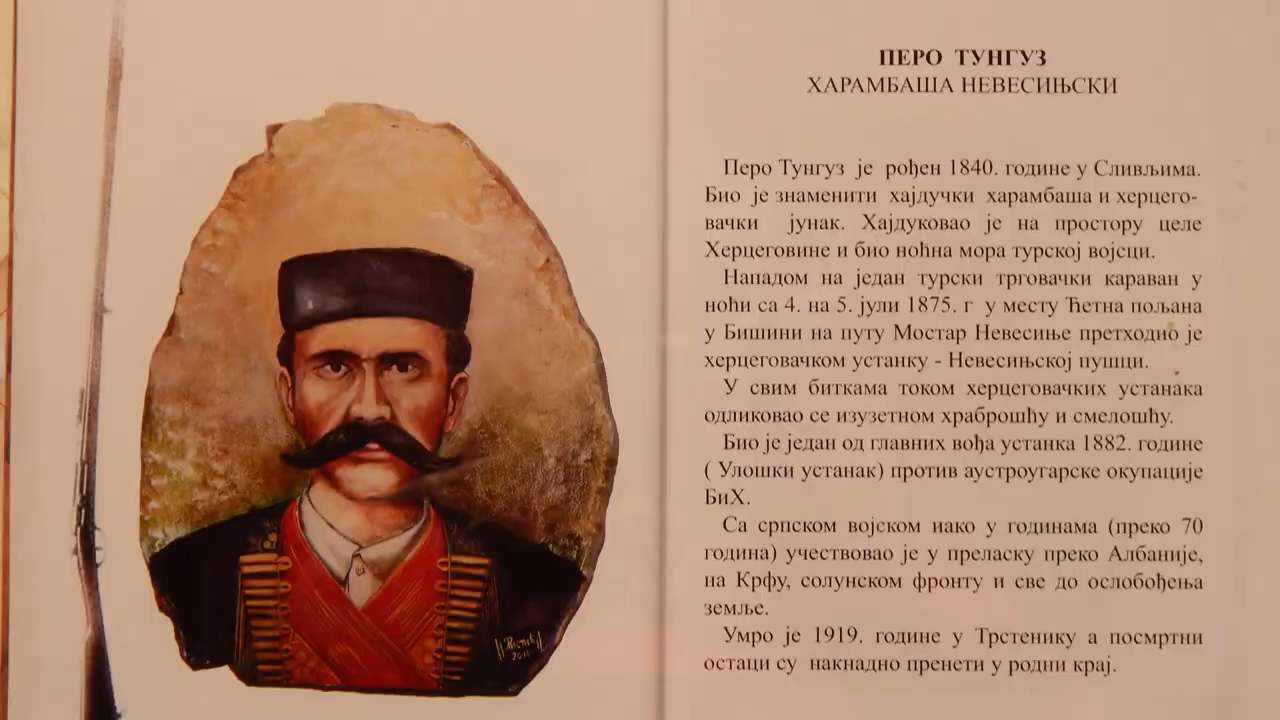 ПЕРО ТУНГУЗ
ХАРАМБАША НЕВЕСИЊСКИ
Перо Тунгуз је рођен 1840. године у Сливљима.
Био је знаменити хајдучки харамбаша и херцего-
вачки јунак. Хајдуковао је на простору целе
Херцеговине и био ноћна мора турској војсци.
Нападом на један турски трговачки караван у
ноћи са 4. на 5. јули 1875. г у месту Ћетна пољана
у Бишини на путу Мостар Невесиње претходио је
херцеговачком устанку - Невесињској пушци.
У свим биткама током херцеговачких устанака
одликовао се изузетном храброшћу и смелошћу.
Био је један од главних вођа устанка 1882. године
( Улошки устанак) против аустроугарске окупације
БиХ.
Са српском војском иако у годинама (преко 70
година) учествовао је у преласку преко Албаније,
на Крфу, солунском фронту и све до ослобођења
земље.
Умро је 1919. године у Трстенику а посмртни
остаци су накнадно пренети у родни крај.